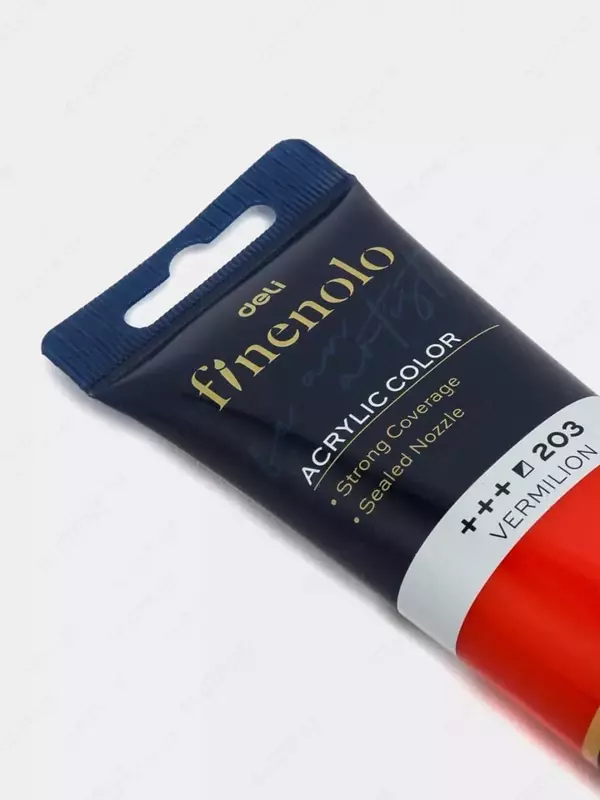 deli
finenolo
ACRYLIC COLOR
• Strong Coverage
• Sealed Nozzle
+++ 203
VERMILION